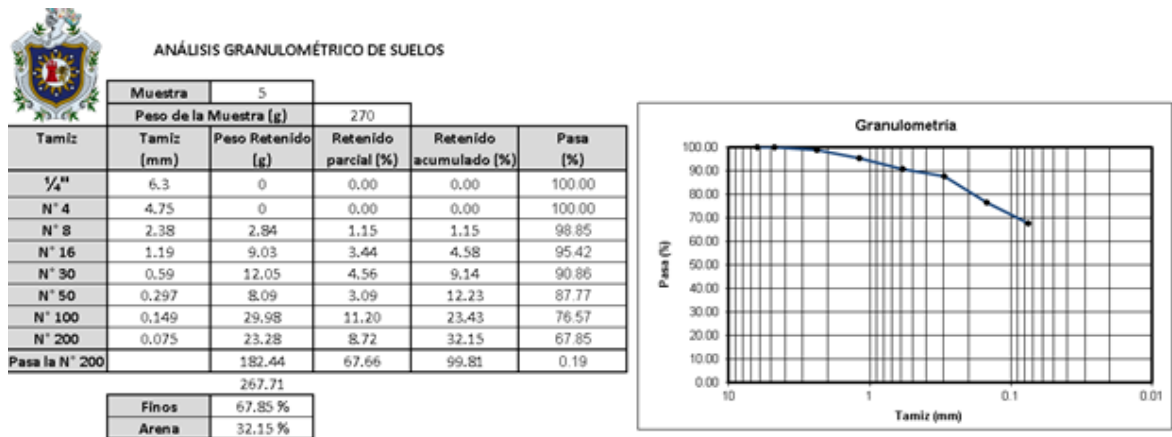 ANÁLISIS GRANULOMÉTRICO DE SUELOS
Muestra 5
Peso de la Muestra (g) 270
Tamiz Tamiz (mm) Peso Retenido (g) Retenido parcial (%) Retenido acumulado (%) Pasa (%)
¼" 6.3 0 0.00 0.00 100.00
N° 4 4.75 0 0.00 0.00 100.00
N° 8 2.38 2.84 1.15 1.15 98.85
N° 16 1.19 9.03 3.44 4.58 95.42
N° 30 0.59 12.05 4.56 9.14 90.86
N° 50 0.297 8.09 3.09 12.23 87.77
N° 100 0.149 29.98 11.20 23.43 76.57
N° 200 0.075 23.28 8.72 32.15 67.85
Pasa la N° 200 182.44 67.66 99.81 0.19
267.71
Finos 67.85 %
Arena 32.15 %
Granulometria
Pasa (%)
100.00
90.00
80.00
70.00
60.00
50.00
40.00
30.00
20.00
10.00
0.00
10 1 0.1 0.01
Tamiz (mm)